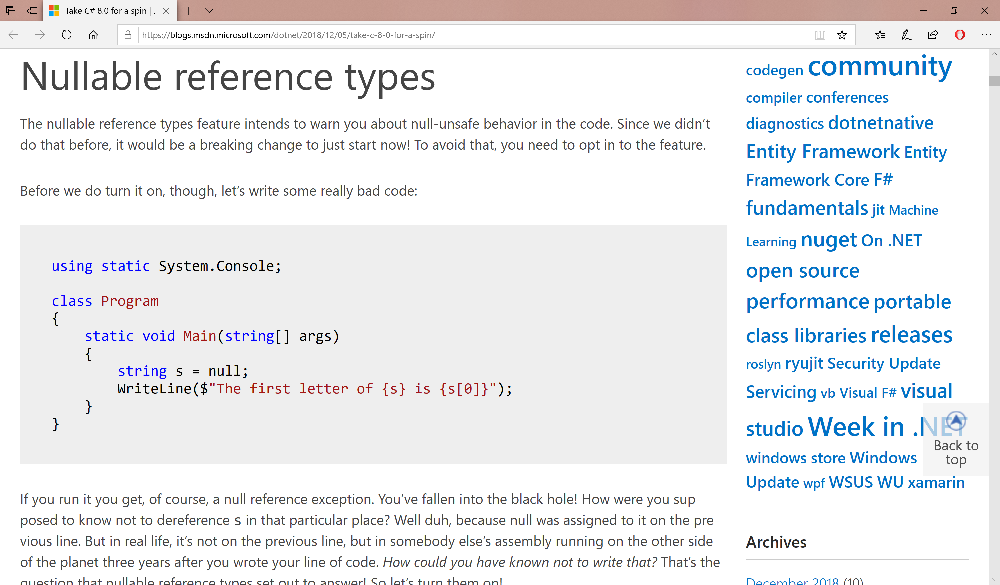 Take C# 8.0 for a spin | .
https://blogs.msdn.microsoft.com/dotnet/2018/12/05/take-c-8-0-for-a-spin/
Nullable reference types
The nullable reference types feature intends to warn you about null-unsafe behavior in the code. Since we didn’t
do that before, it would be a breaking change to just start now! To avoid that, you need to opt in to the feature.
Before we do turn it on, though, let’s write some really bad code:
using static System.Console;
class Program
{
static void Main(string[] args)
{
string s = null;
WriteLine($"The first letter of {s} is {s[0]}");
}
}
If you run it you get, of course, a null reference exception. You’ve fallen into the black hole! How were you sup-
posed to know not to dereference s in that particular place? Well duh, because null was assigned to it on the pre-
vious line. But in real life, it’s not on the previous line, but in somebody else’s assembly running on the other side
of the planet three years after you wrote your line of code. How could you have known not to write that? That’s the
question that nullable reference types set out to answer! So let’s turn them on!
codegen community
compiler conferences
diagnostics dotnetnative
Entity Framework Entity
Framework Core F#
fundamentals jit Machine
Learning nuget On .NET
open source
performance portable
class libraries releases
roslyn ryujit Security Update
Servicing vb Visual F# visual
studio Week in .NET
windows store Windows
Update wpf WSUS WU xamarin
Back to
top
Archives
December 2018 (10)